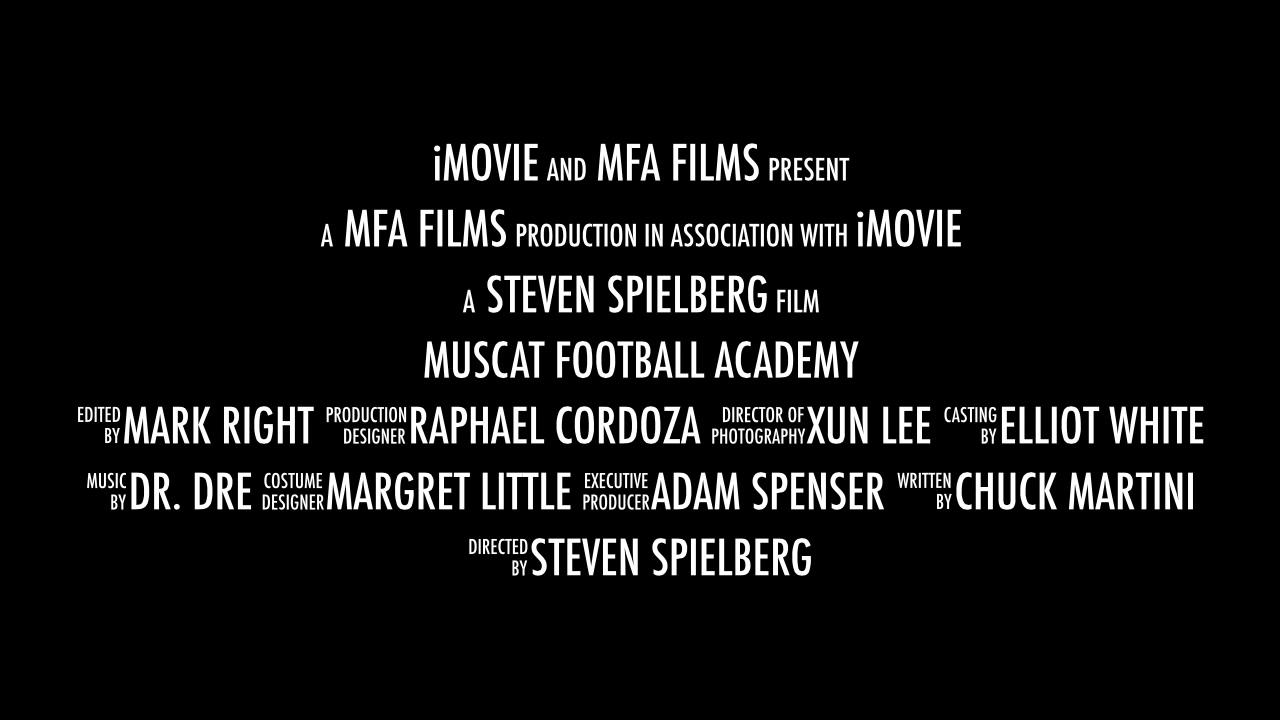 iMOVIE AND MFA FILMS PRESENT
A MFA FILMS PRODUCTION IN ASSOCIATION WITH iMOVIE
A STEVEN SPIELBERG FILM
MUSCAT FOOTBALL ACADEMY
EDITED BY MARK RIGHT PRODUCTION DESIGNER RAPHAEL CORDOZA DIRECTOR OF PHOTOGRAPHY XUN LEE CASTING BY ELLIOT WHITE
MUSIC BY DR. DRE COSTUME DESIGNER MARGRET LITTLE EXECUTIVE PRODUCER ADAM SPENSER WRITTEN BY CHUCK MARTINI
DIRECTED BY STEVEN SPIELBERG